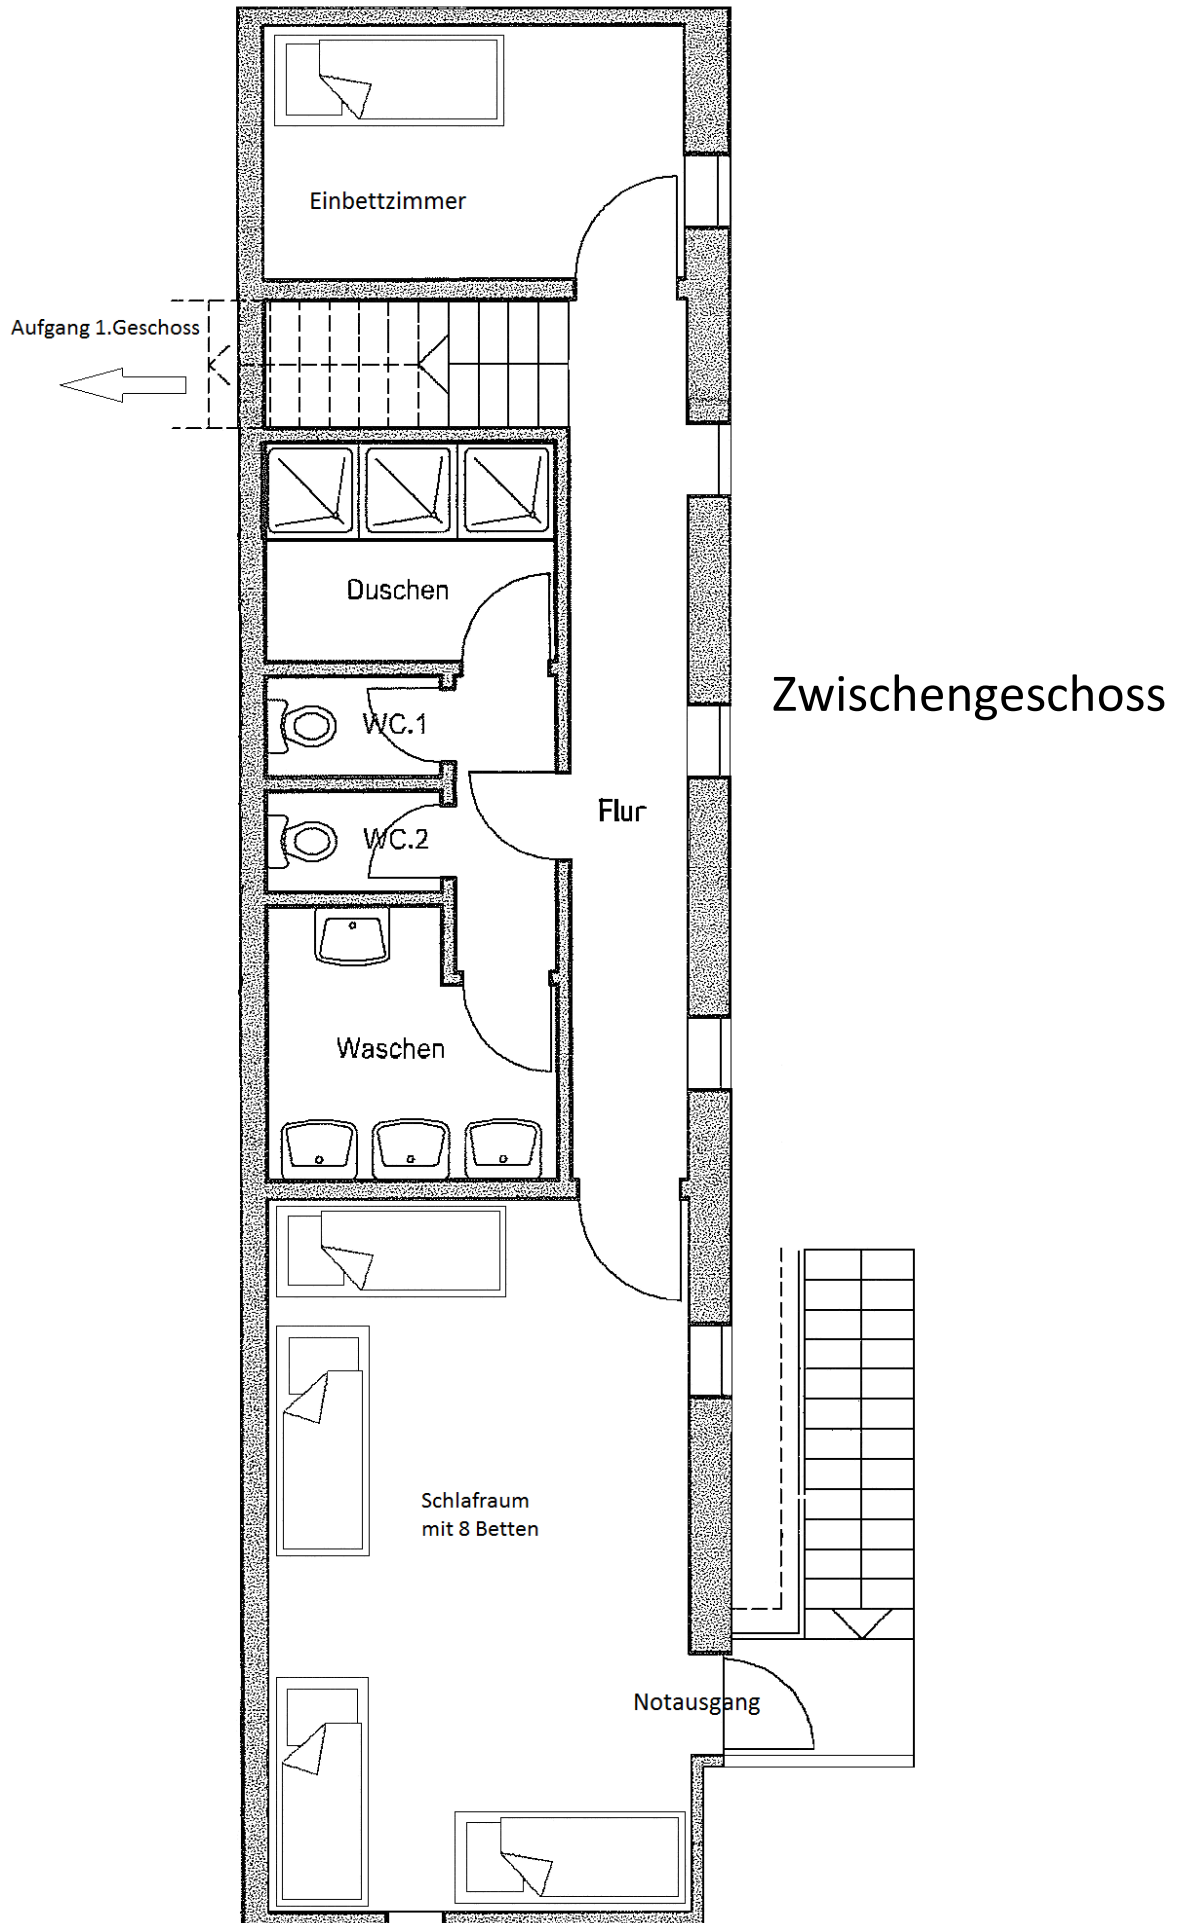 Einbettzimmer
Aufgang 1.Geschoss
Duschen
Zwischengeschoss
WC.1
Flur
WC.2
Waschen
Schlafraum
mit 8 Betten
Notausgang